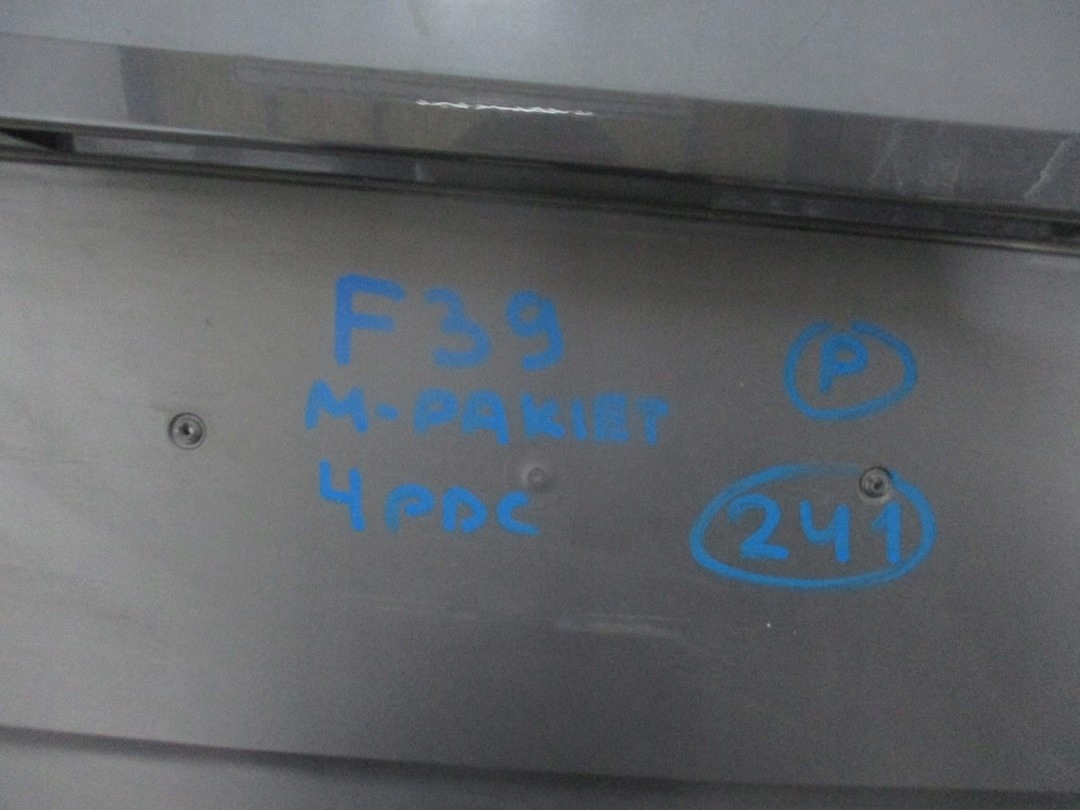 F39
M-PAKIET
4PDC
P
241